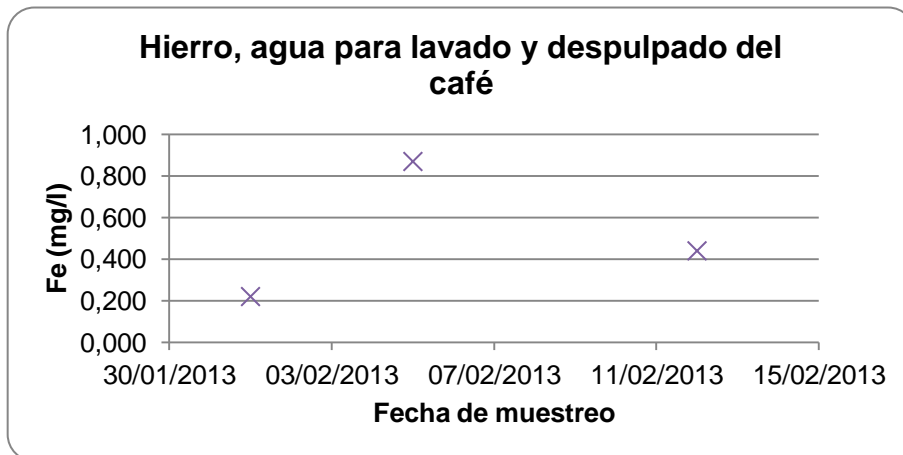 Hierro, agua para lavado y despulpado del
café
Fe (mg/l)
1,000
0,800
0,600
0,400
0,200
0,000
30/01/2013 03/02/2013 07/02/2013 11/02/2013 15/02/2013
Fecha de muestreo